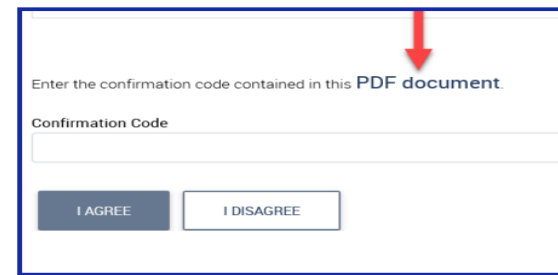 Enter the confirmation code contained in this PDF document.
Confirmation Code
I AGREE
I DISAGREE